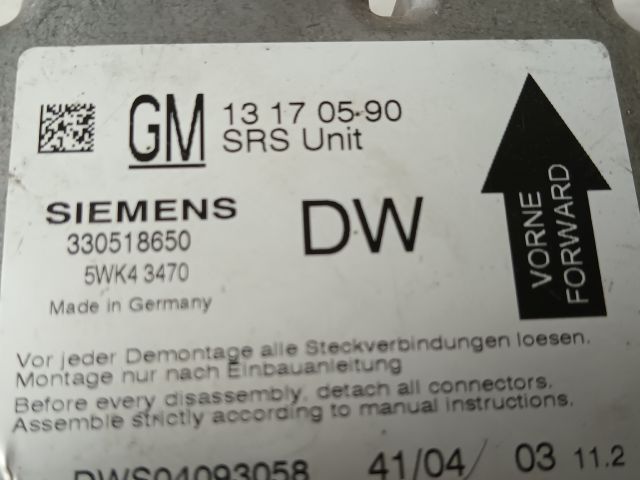 GM 13 17 05-90
SRS Unit
SIEMENS DW
330518650
5WK4 3470
Made in Germany
VORNE
FORWARD
Vor jeder Demontage alle Steckverbindungen loesen.
Montage nur nach Einbauanleitung
Before every disassembly, detach all connectors.
Assemble strictly according to manual instructions.
DWS04093058 41/04/ 03 11.2